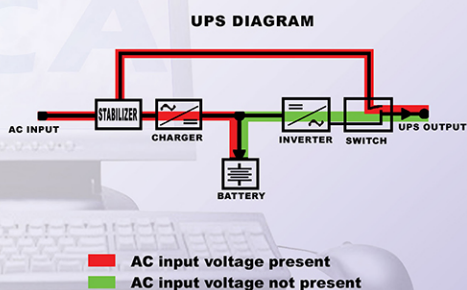 UPS DIAGRAM
STABILIZER
AC INPUT
CHARGER
INVERTER
SWITCH
UPS OUTPUT
BATTERY
AC input voltage present
AC input voltage not present